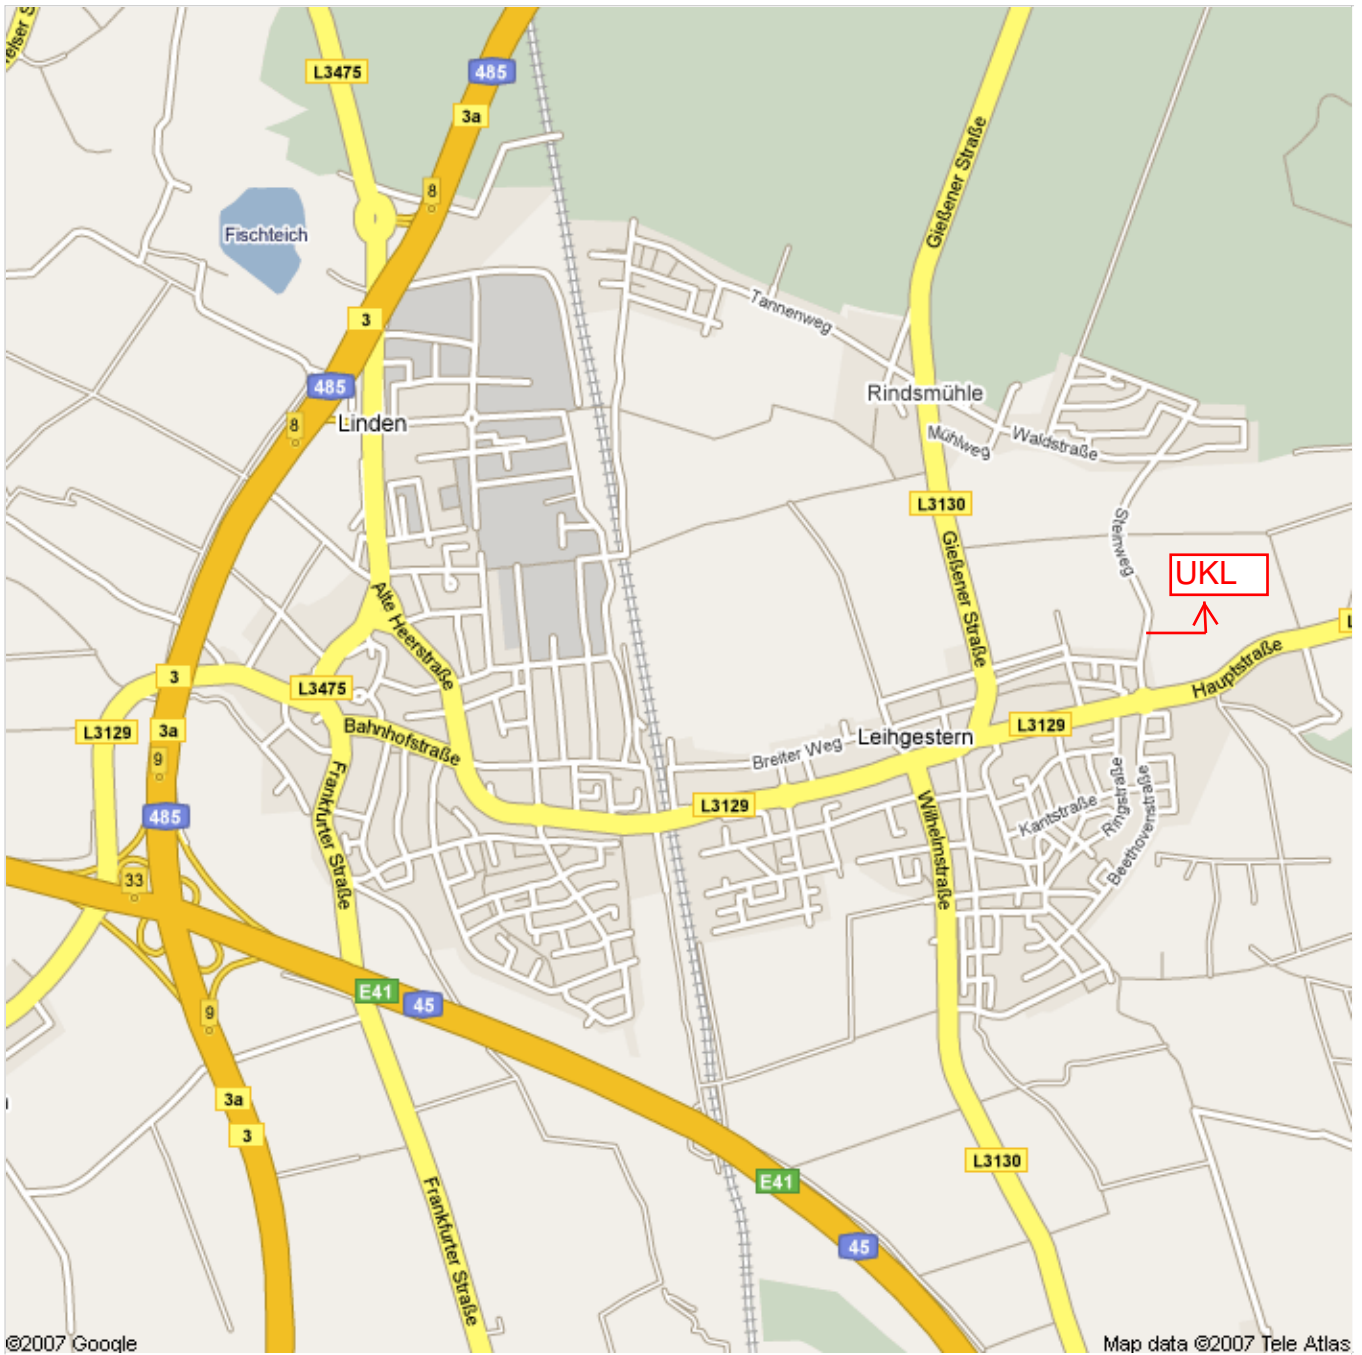 L3475
485
3a
8
Fischteich
Gießener Straße
Tannenweg
3
485
Rindsmühle
8
Linden
Mühlweg
Waldstraße
L3130
Steinweg
Gießener Straße
UKL
Alte Heerstraße
3
L3475
Hauptstraße
L3129
3a
Bahnhofstraße
L3129
Leihgestern
Breiter Weg
9
Frankfurter Straße
L3129
485
Wilhelmstraße
Kantstraße
Ringstraße
Beethovenstraße
33
E41
45
9
3a
3
L3130
E41
Frankfurter Straße
45
©2007 Google
Map data ©2007 Tele Atlas